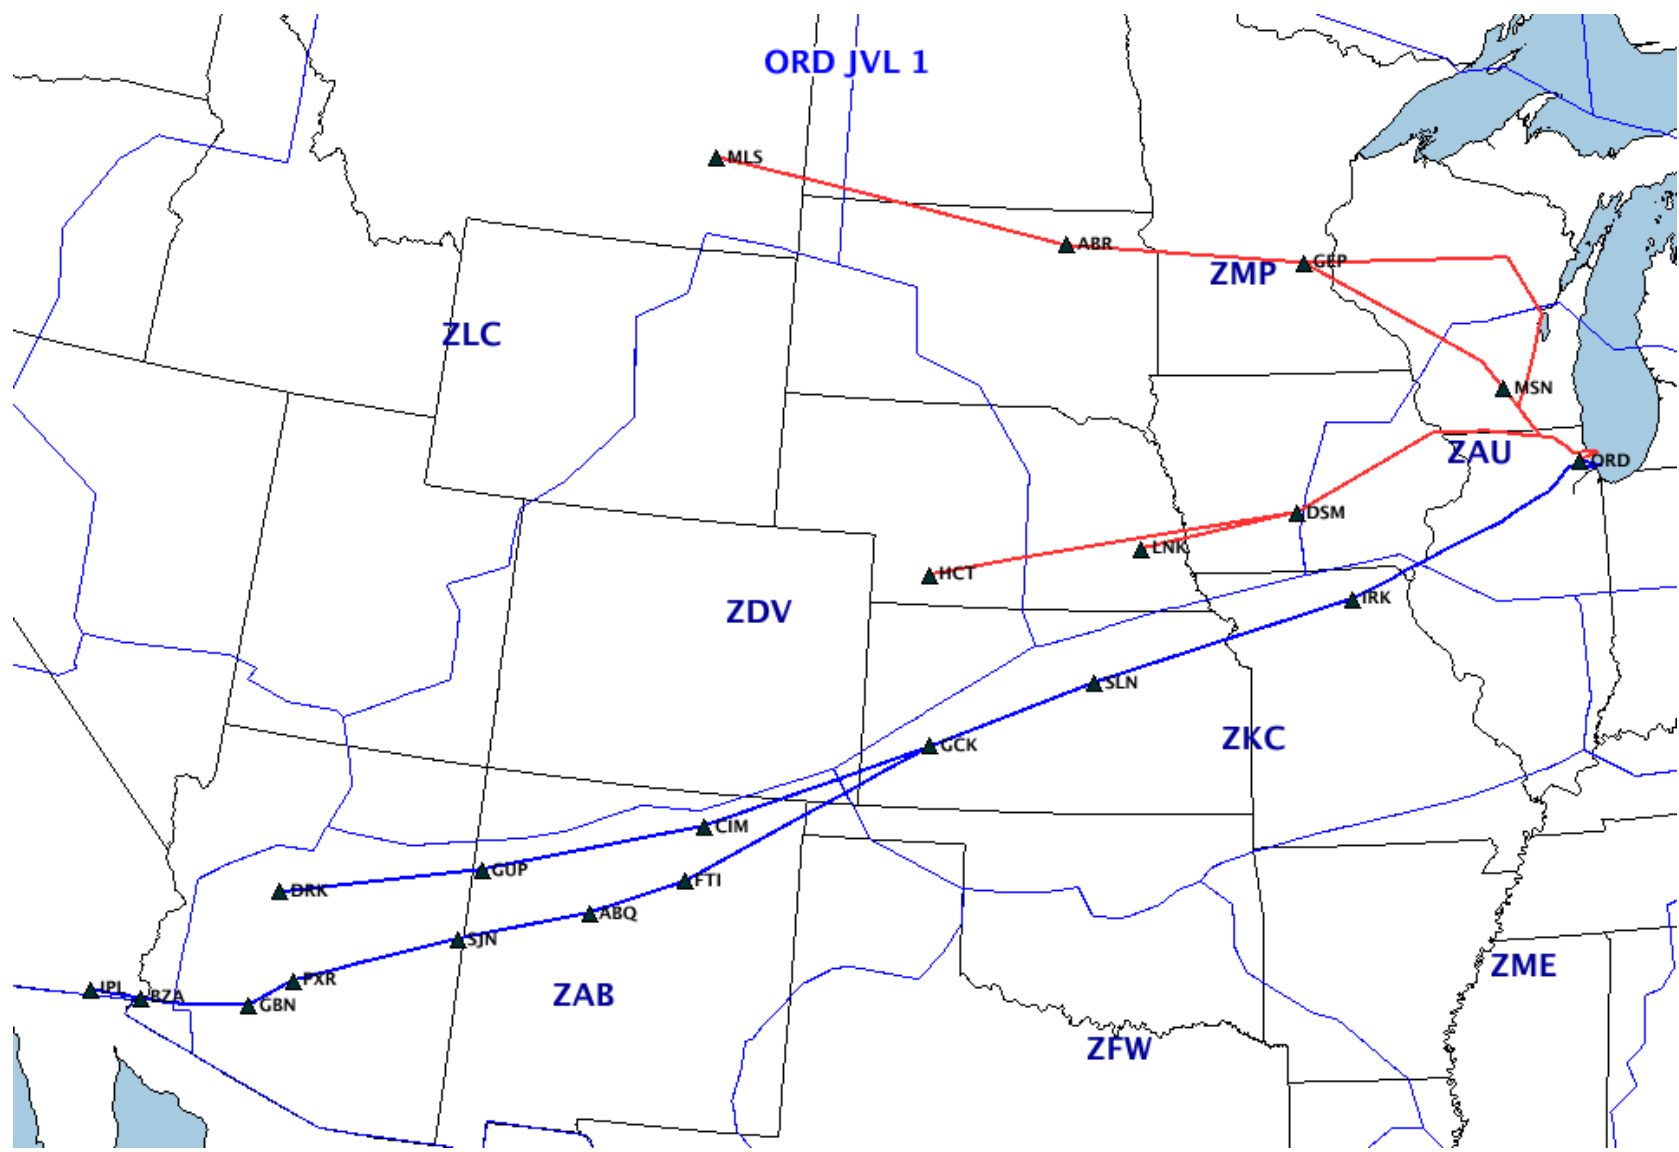 ORD JVL 1
MLS
ABR
GEP
ZMP
ZLC
MSN
ZAU
ORD
DSM
LNK
HCT
IRK
ZDV
SLN
ZKC
GCK
CIM
GUP
FTI
DRK
ABQ
SJN
ZME
PXR
IPL
BZA
ZAB
GBN
ZFW